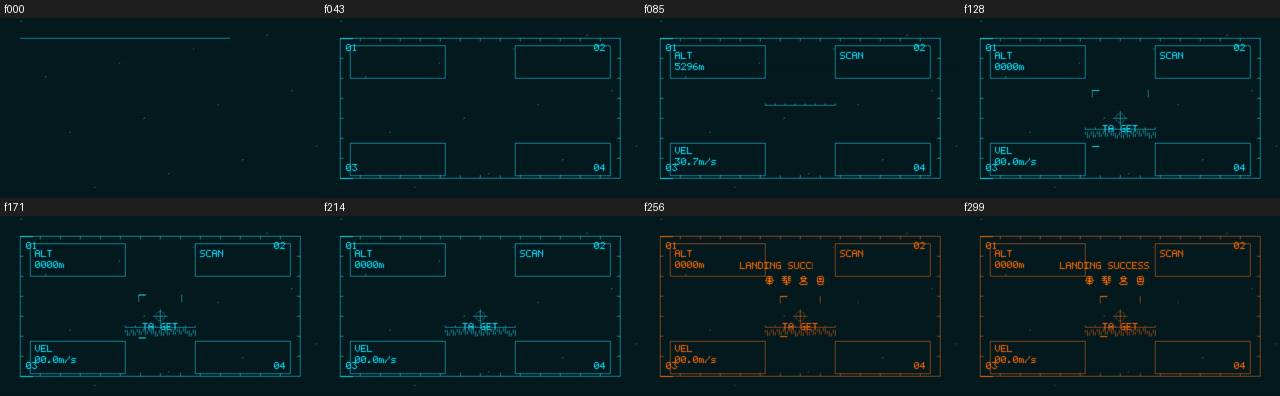 f000
f043
01
02
03
04
f085
01
02
ALT
5296m
SCAN
VEL
30.7m/s
03
04
f128
01
02
ALT
0000m
SCAN
TA GET
VEL
00.0m/s
03
04
f171
01
02
ALT
0000m
SCAN
TA GET
VEL
00.0m/s
03
04
f214
01
02
ALT
0000m
SCAN
TA GET
VEL
00.0m/s
03
04
f256
01
02
ALT
0000m
SCAN
LANDING SUCC
TA GET
VEL
00.0m/s
03
04
f299
01
02
ALT
0000m
SCAN
LANDING SUCCESS
TA GET
VEL
00.0m/s
03
04